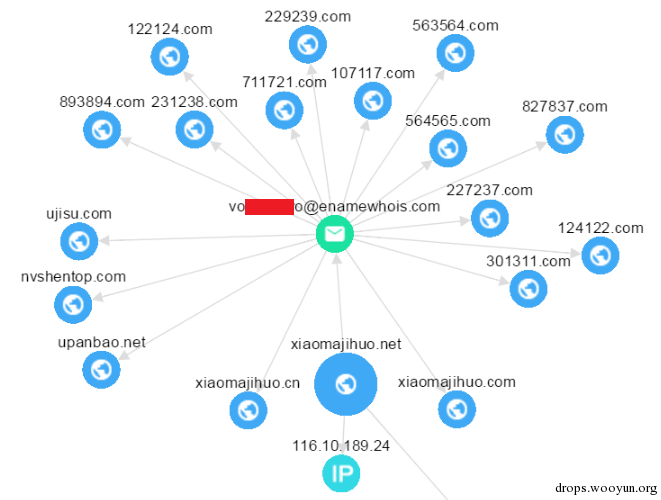 229239.com
122124.com
563564.com
711721.com
107117.com
893894.com
231238.com
827837.com
564565.com
227237.com
vo o@enamewhois.com
ujisu.com
124122.com
301311.com
nvshentop.com
upanbao.net
xiaomajihuo.net
xiaomajihuo.cn
xiaomajihuo.com
116.10.189.24
IP
drops.wooyun.org